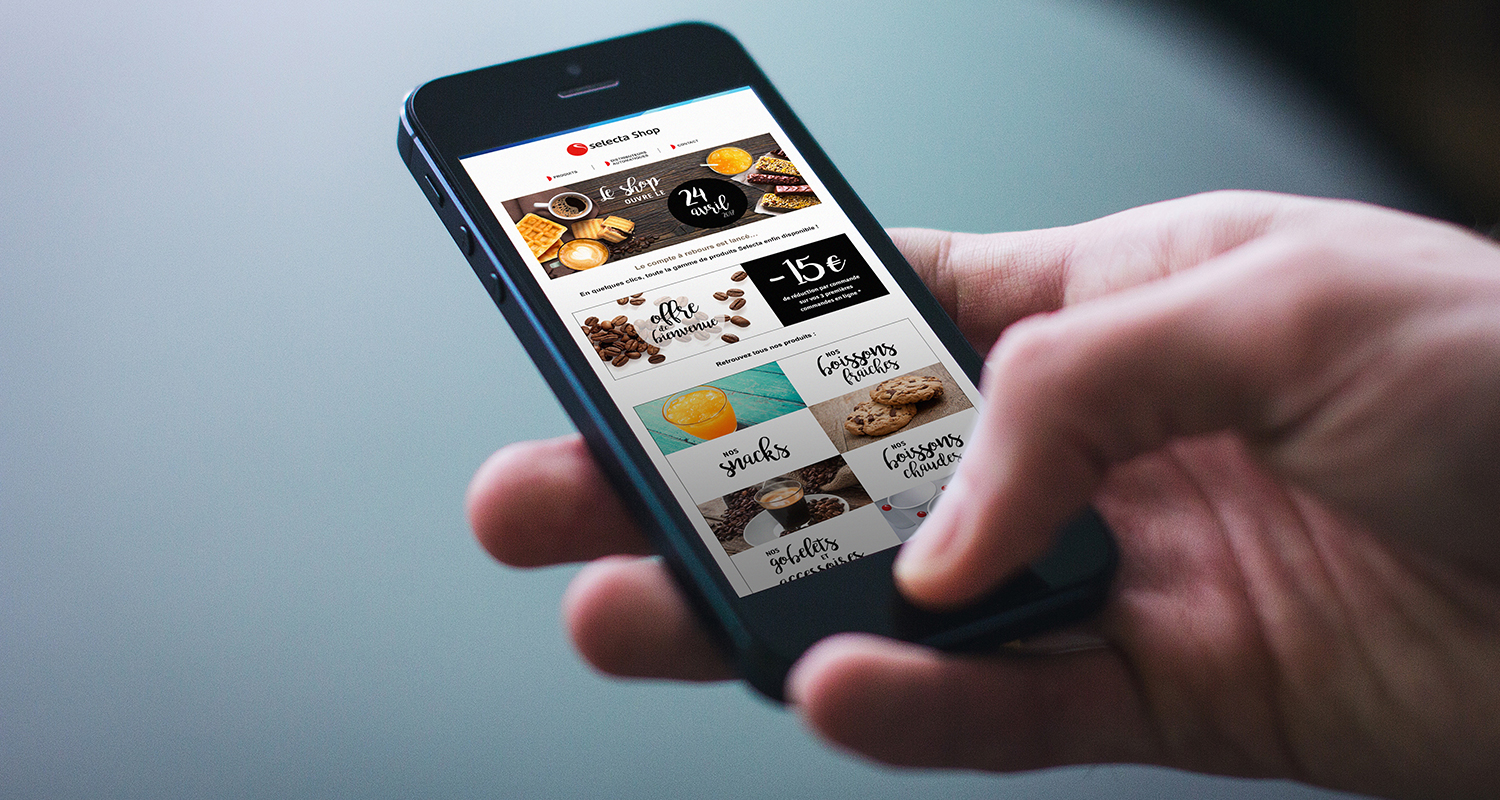 selecta Shop
PRODUITS
DISTRIBUTEURS
AUTOMATIQUES
CONTACT
Le shop
OUVRE LE
24
avril
Le compte à rebours est lancé...
En quelques clics, toute la gamme de produits Selecta enfin disponible !
offre
de
bienvenue
-15€
de réduction par commande
sur vos 3 premières
commandes en ligne *
Retrouvez tous nos produits :
NOS
boissons
fraîches
NOS
snacks
NOS
boissons
chaudes
NOS
gobelets
ET
accessoires